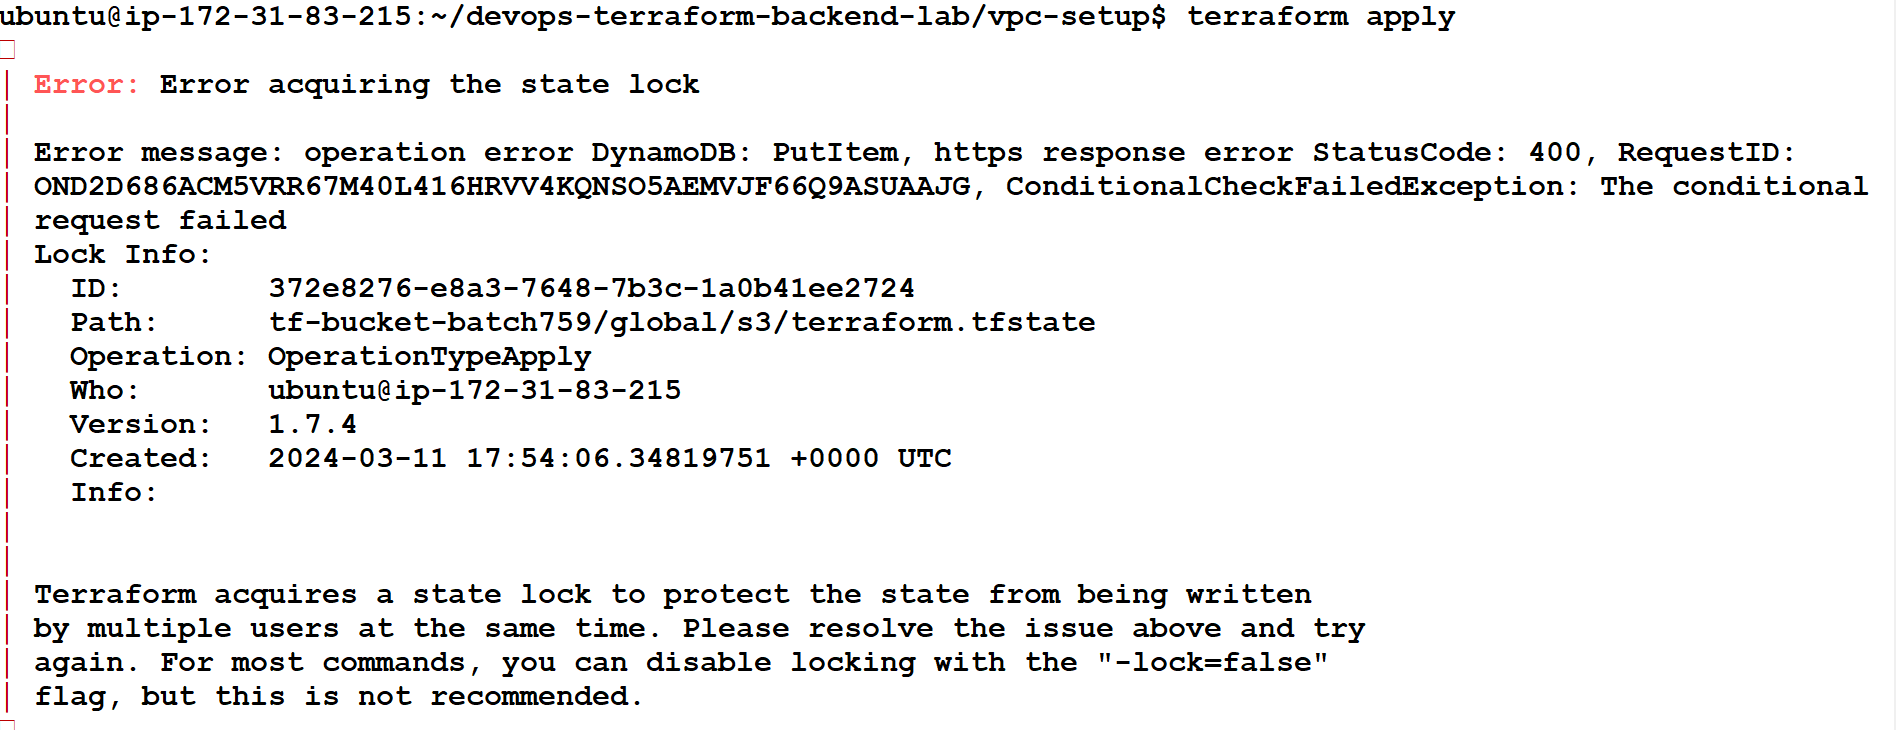 ubuntu@ip-172-31-83-215:~/devops-terraform-backend-lab/vpc-setup$ terraform apply
Error: Error acquiring the state lock
Error message: operation error DynamoDB: PutItem, https response error StatusCode: 400, RequestID:
OND2D686ACM5VRR67M40L416HRVV4KQNSO5AEMVJF66Q9ASUAAJG, ConditionalCheckFailedException: The conditional
request failed
Lock Info:
  ID:        372e8276-e8a3-7648-7b3c-1a0b41ee2724
  Path:      tf-bucket-batch759/global/s3/terraform.tfstate
  Operation: OperationTypeApply
  Who:       ubuntu@ip-172-31-83-215
  Version:   1.7.4
  Created:   2024-03-11 17:54:06.34819751 +0000 UTC
  Info:
Terraform acquires a state lock to protect the state from being written
by multiple users at the same time. Please resolve the issue above and try
again. For most commands, you can disable locking with the "-lock=false"
flag, but this is not recommended.